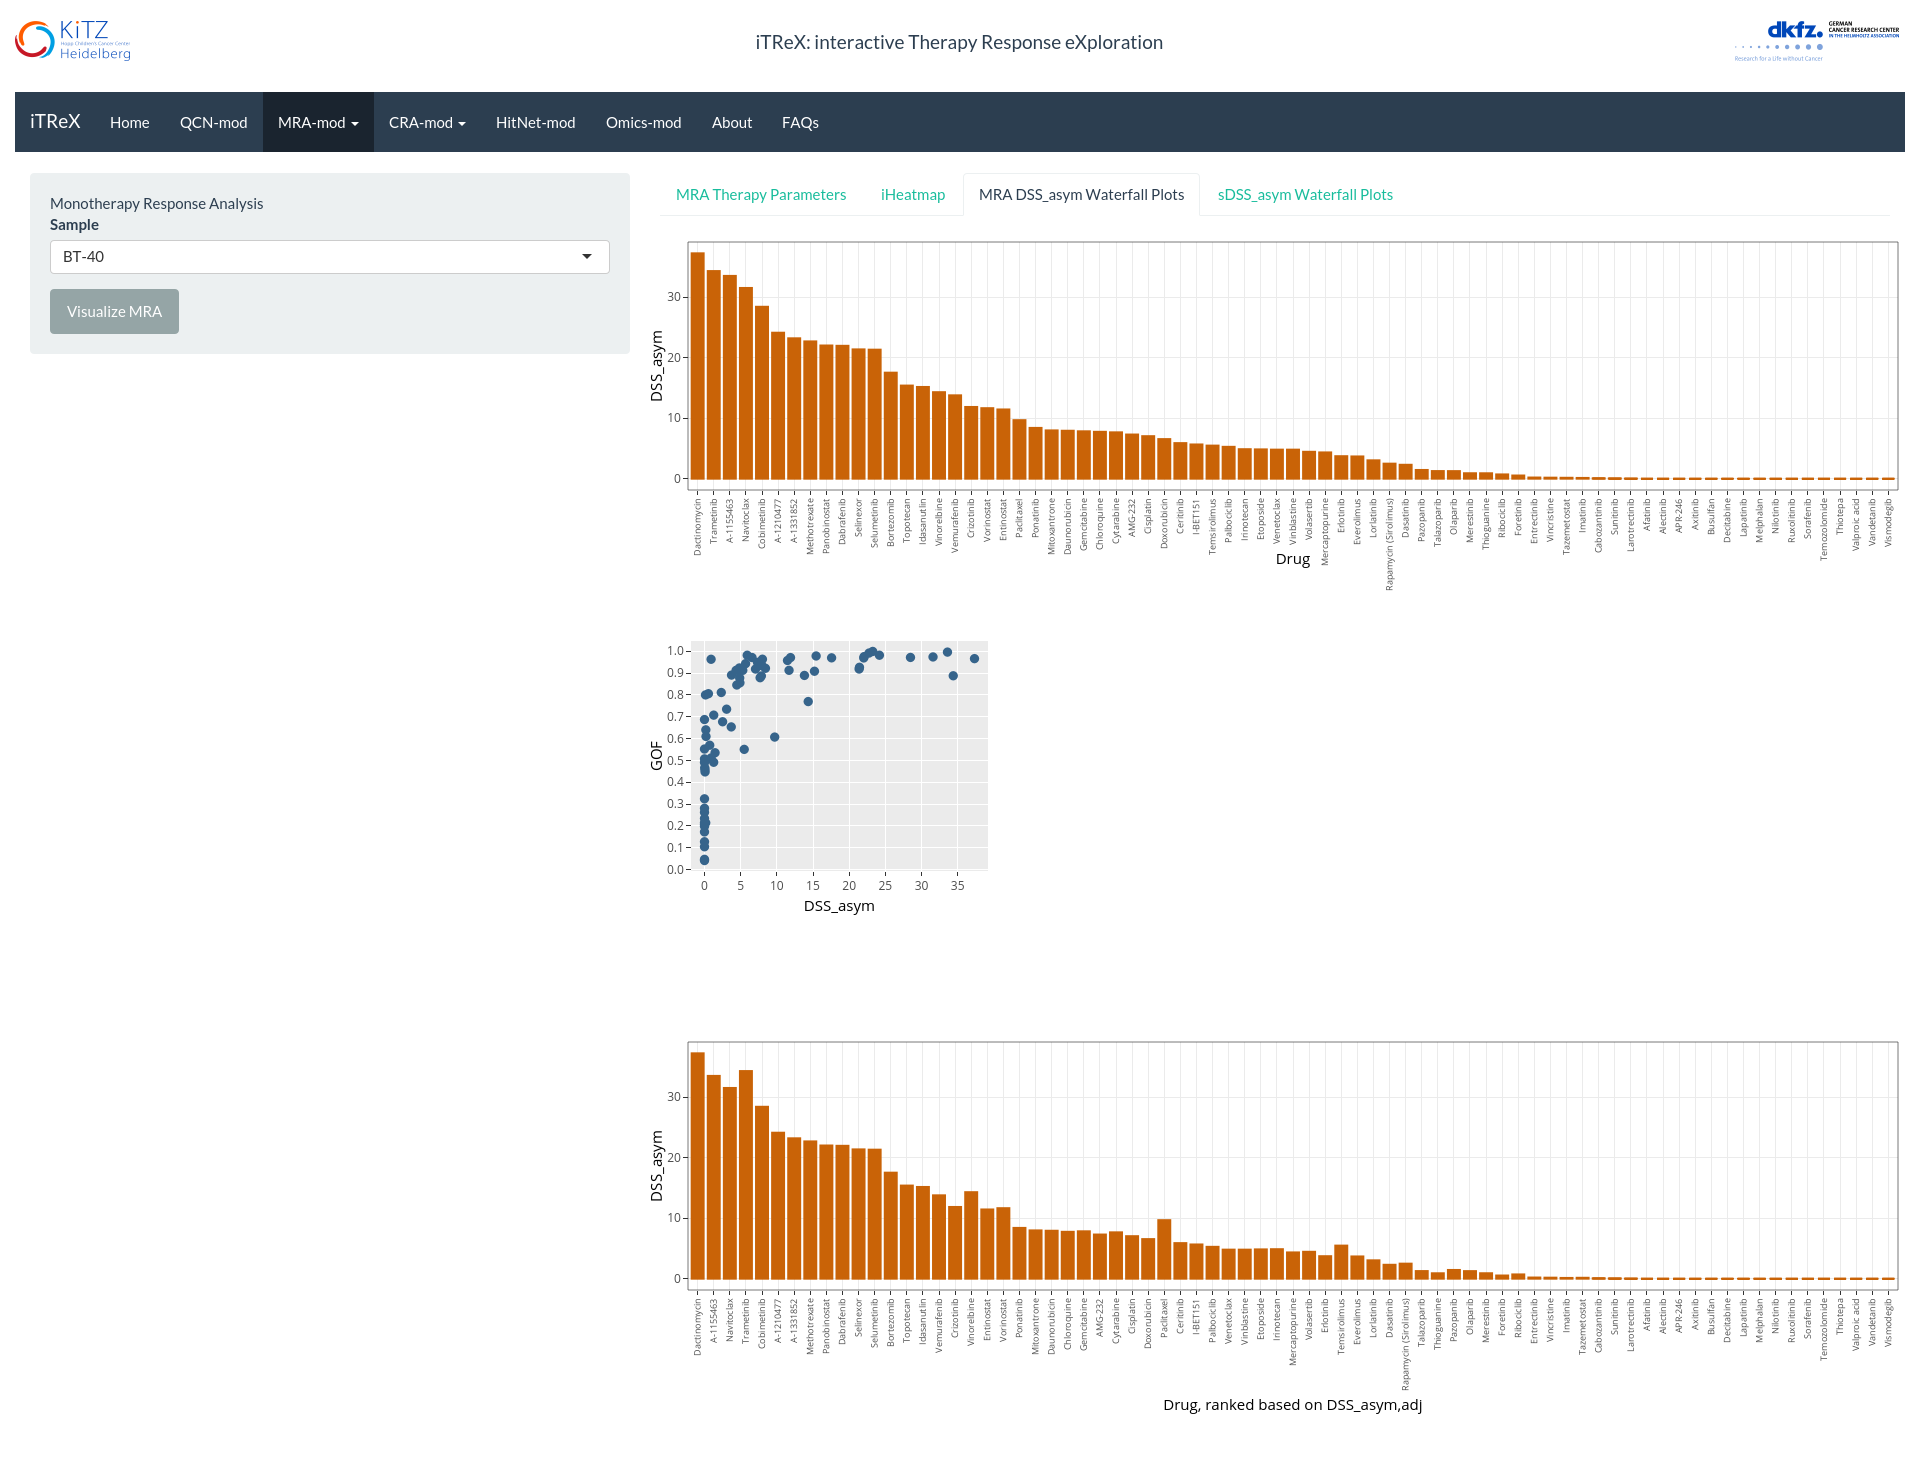 KiTZ
Hopp Children's Cancer Center
Heidelberg
iTReX: interactive Therapy Response eXploration
dkfz.
GERMAN
CANCER RESEARCH CENTER
IN THE HELMHOLTZ ASSOCIATION
Research for a Life without Cancer
iTReX Home QCN-mod MRA-mod CRA-mod HitNet-mod Omics-mod About FAQs
Monotherapy Response Analysis
Sample
BT-40
Visualize MRA
MRA Therapy Parameters iHeatmap MRA DSS_asym Waterfall Plots sDSS_asym Waterfall Plots
DSS_asym
30
20
10
0
Dactinomycin
Trametinib
A-1155463
Navitoclax
Cobimetinib
A-1210477
A-1331852
Methotrexate
Panobinostat
Dabrafenib
Selinexor
Selumetinib
Bortezomib
Topotecan
Idasanutlin
Vinorelbine
Vemurafenib
Crizotinib
Vorinostat
Entinostat
Paclitaxel
Ponatinib
Mitoxantrone
Daunorubicin
Gemcitabine
Chloroquine
Cytarabine
AMG-232
Cisplatin
Doxorubicin
Ceritinib
I-BET151
Temsirolimus
Palbociclib
Irinotecan
Etoposide
Venetoclax
Vinblastine
Volasertib
Mercaptopurine
Erlotinib
Everolimus
Lorlatinib
Rapamycin (Sirolimus)
Dasatinib
Pazopanib
Talazoparib
Olaparib
Merestinib
Thioguanine
Ribociclib
Foretinib
Entrectinib
Vincristine
Tazemetostat
Imatinib
Cabozantinib
Sunitinib
Larotrectinib
Afatinib
Alectinib
APR-246
Axitinib
Busulfan
Decitabine
Lapatinib
Melphalan
Nilotinib
Ruxolitinib
Sorafenib
Temozolomide
Thiotepa
Valproic acid
Vandetanib
Vismodegib
Drug
GOF
1.0
0.9
0.8
0.7
0.6
0.5
0.4
0.3
0.2
0.1
0.0
0 5 10 15 20 25 30 35
DSS_asym
DSS_asym
30
20
10
0
Dactinomycin
A-1155463
Navitoclax
Trametinib
Cobimetinib
A-1210477
A-1331852
Methotrexate
Panobinostat
Dabrafenib
Selinexor
Selumetinib
Bortezomib
Topotecan
Idasanutlin
Vemurafenib
Crizotinib
Vinorelbine
Entinostat
Vorinostat
Ponatinib
Mitoxantrone
Daunorubicin
Chloroquine
Gemcitabine
AMG-232
Cytarabine
Cisplatin
Doxorubicin
Paclitaxel
Ceritinib
I-BET151
Palbociclib
Venetoclax
Vinblastine
Etoposide
Irinotecan
Mercaptopurine
Volasertib
Erlotinib
Temsirolimus
Everolimus
Lorlatinib
Dasatinib
Rapamycin (Sirolimus)
Talazoparib
Thioguanine
Pazopanib
Olaparib
Merestinib
Foretinib
Ribociclib
Entrectinib
Vincristine
Imatinib
Tazemetostat
Cabozantinib
Sunitinib
Larotrectinib
Afatinib
Alectinib
APR-246
Axitinib
Busulfan
Decitabine
Lapatinib
Melphalan
Nilotinib
Ruxolitinib
Sorafenib
Temozolomide
Thiotepa
Valproic acid
Vandetanib
Vismodegib
Drug, ranked based on DSS_asym,adj